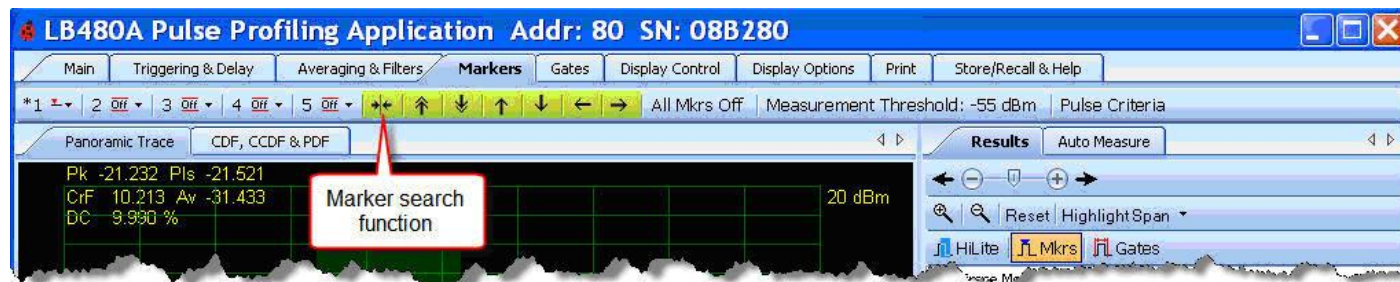 LB480A Pulse Profiling Application Addr: 80 SN: 08B280
Main Triggering & Delay Averaging & Filters Markers Gates Display Control Display Options Print Store/Recall & Help
*1 2 Off 3 Off 4 Off 5 Off All Mkrs Off Measurement Threshold: -55 dBm Pulse Criteria
Panoramic Trace CDF, CCDF & PDF
Results Auto Measure
Pk -21.232 Pls -21.521
CrF 10.213 Av -31.433
DC 9.990 %
20 dBm
Marker search
function
Reset HighlightSpan
HiLite Mkrs Gates